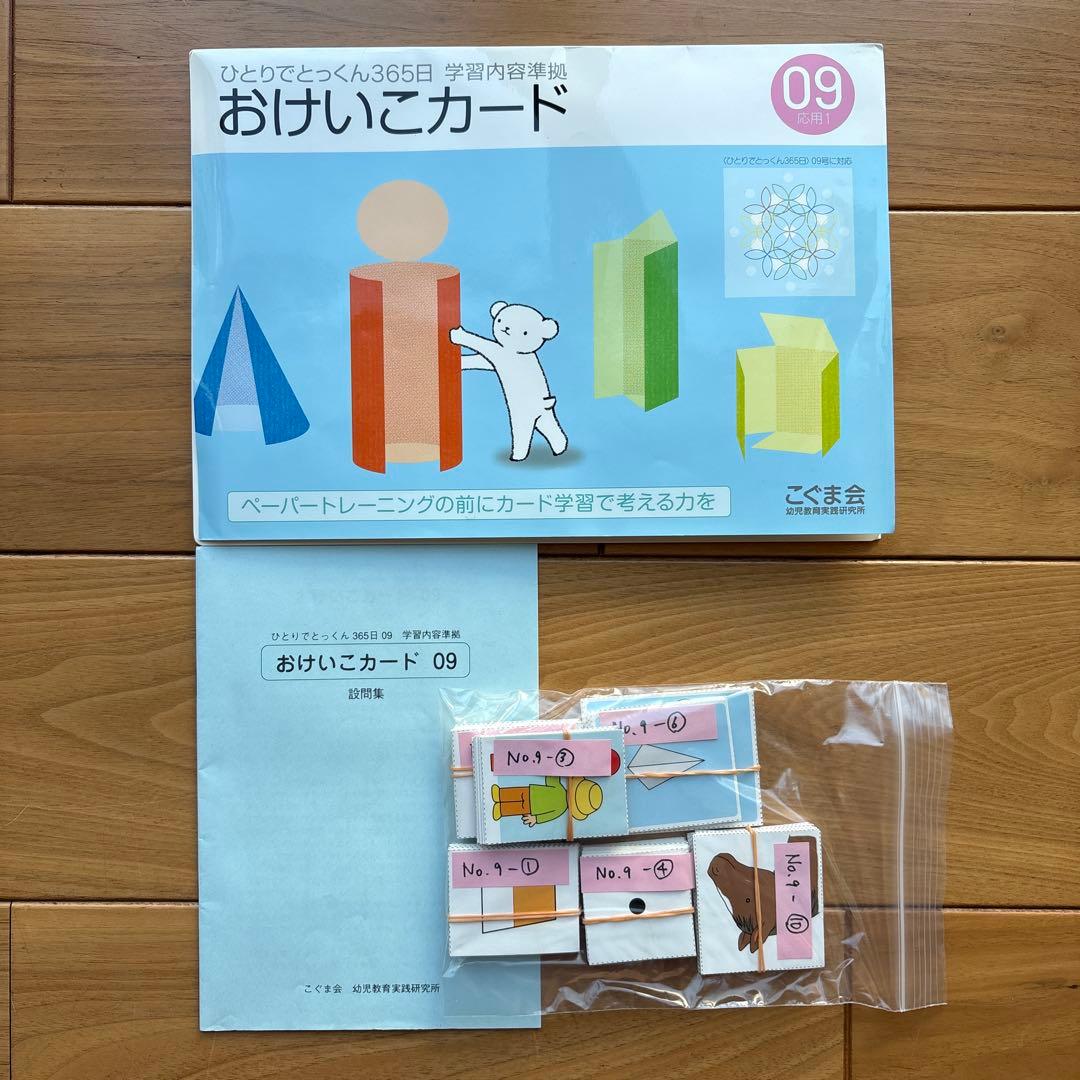 ひとりでとっくん365日 学習内容準拠
おけいこカード
09
応用1
〈ひとりでとっくん365日〉09号に対応
ペーパートレーニングの前にカード学習で考える力を
こぐま会
幼児教育実践研究所
ひとりでとっくん 365日 09 学習内容準拠
おけいこカード 09
設問集
No.9-⑥
No.9-③
No.9-①
No.9-④
No.9-⑩
こぐま会 幼児教育実践研究所